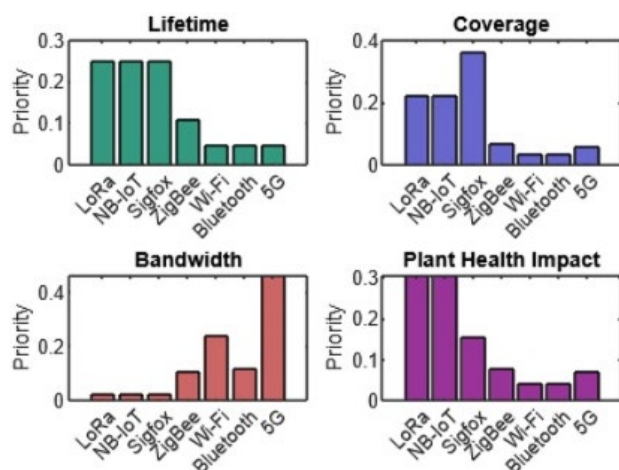 Lifetime
Priority
0.3
0.2
0.1
0
LoRa
NB-IoT
Sigfox
ZigBee
Wi-Fi
Bluetooth
5G
Coverage
Priority
0.4
0.2
0
LoRa
NB-IoT
Sigfox
ZigBee
Wi-Fi
Bluetooth
5G
Bandwidth
Priority
0.4
0.2
0
LoRa
NB-IoT
Sigfox
ZigBee
Wi-Fi
Bluetooth
5G
Plant Health Impact
Priority
0.3
0.2
0.1
0
LoRa
NB-IoT
Sigfox
ZigBee
Wi-Fi
Bluetooth
5G